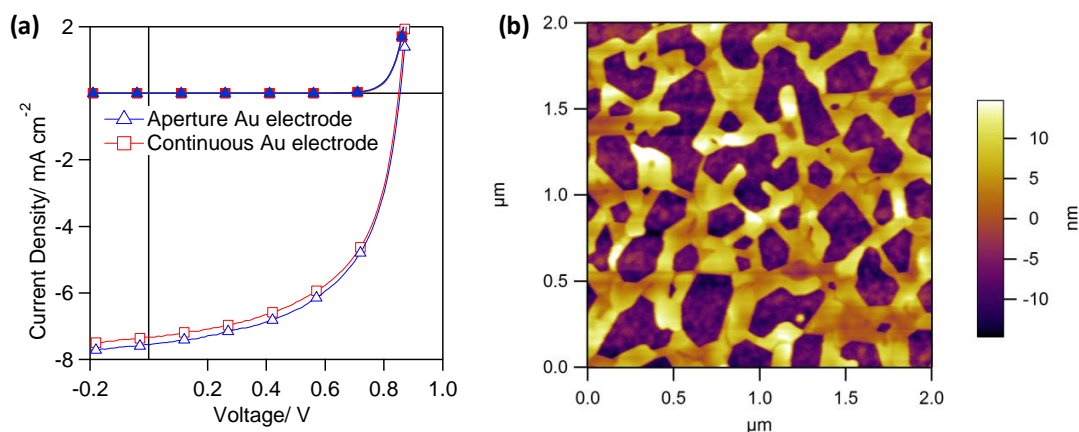 (a)
2
0
-2
-4
-6
-8
Current Density/ mA cm-2
Aperture Au electrode
Continuous Au electrode
-0.2
0.2
0.4
0.6
0.8
1.0
Voltage/ V
(b)
2.0
1.5
1.0
0.5
0.0
µm
0.0
0.5
1.0
1.5
2.0
µm
10
0
-10
nm